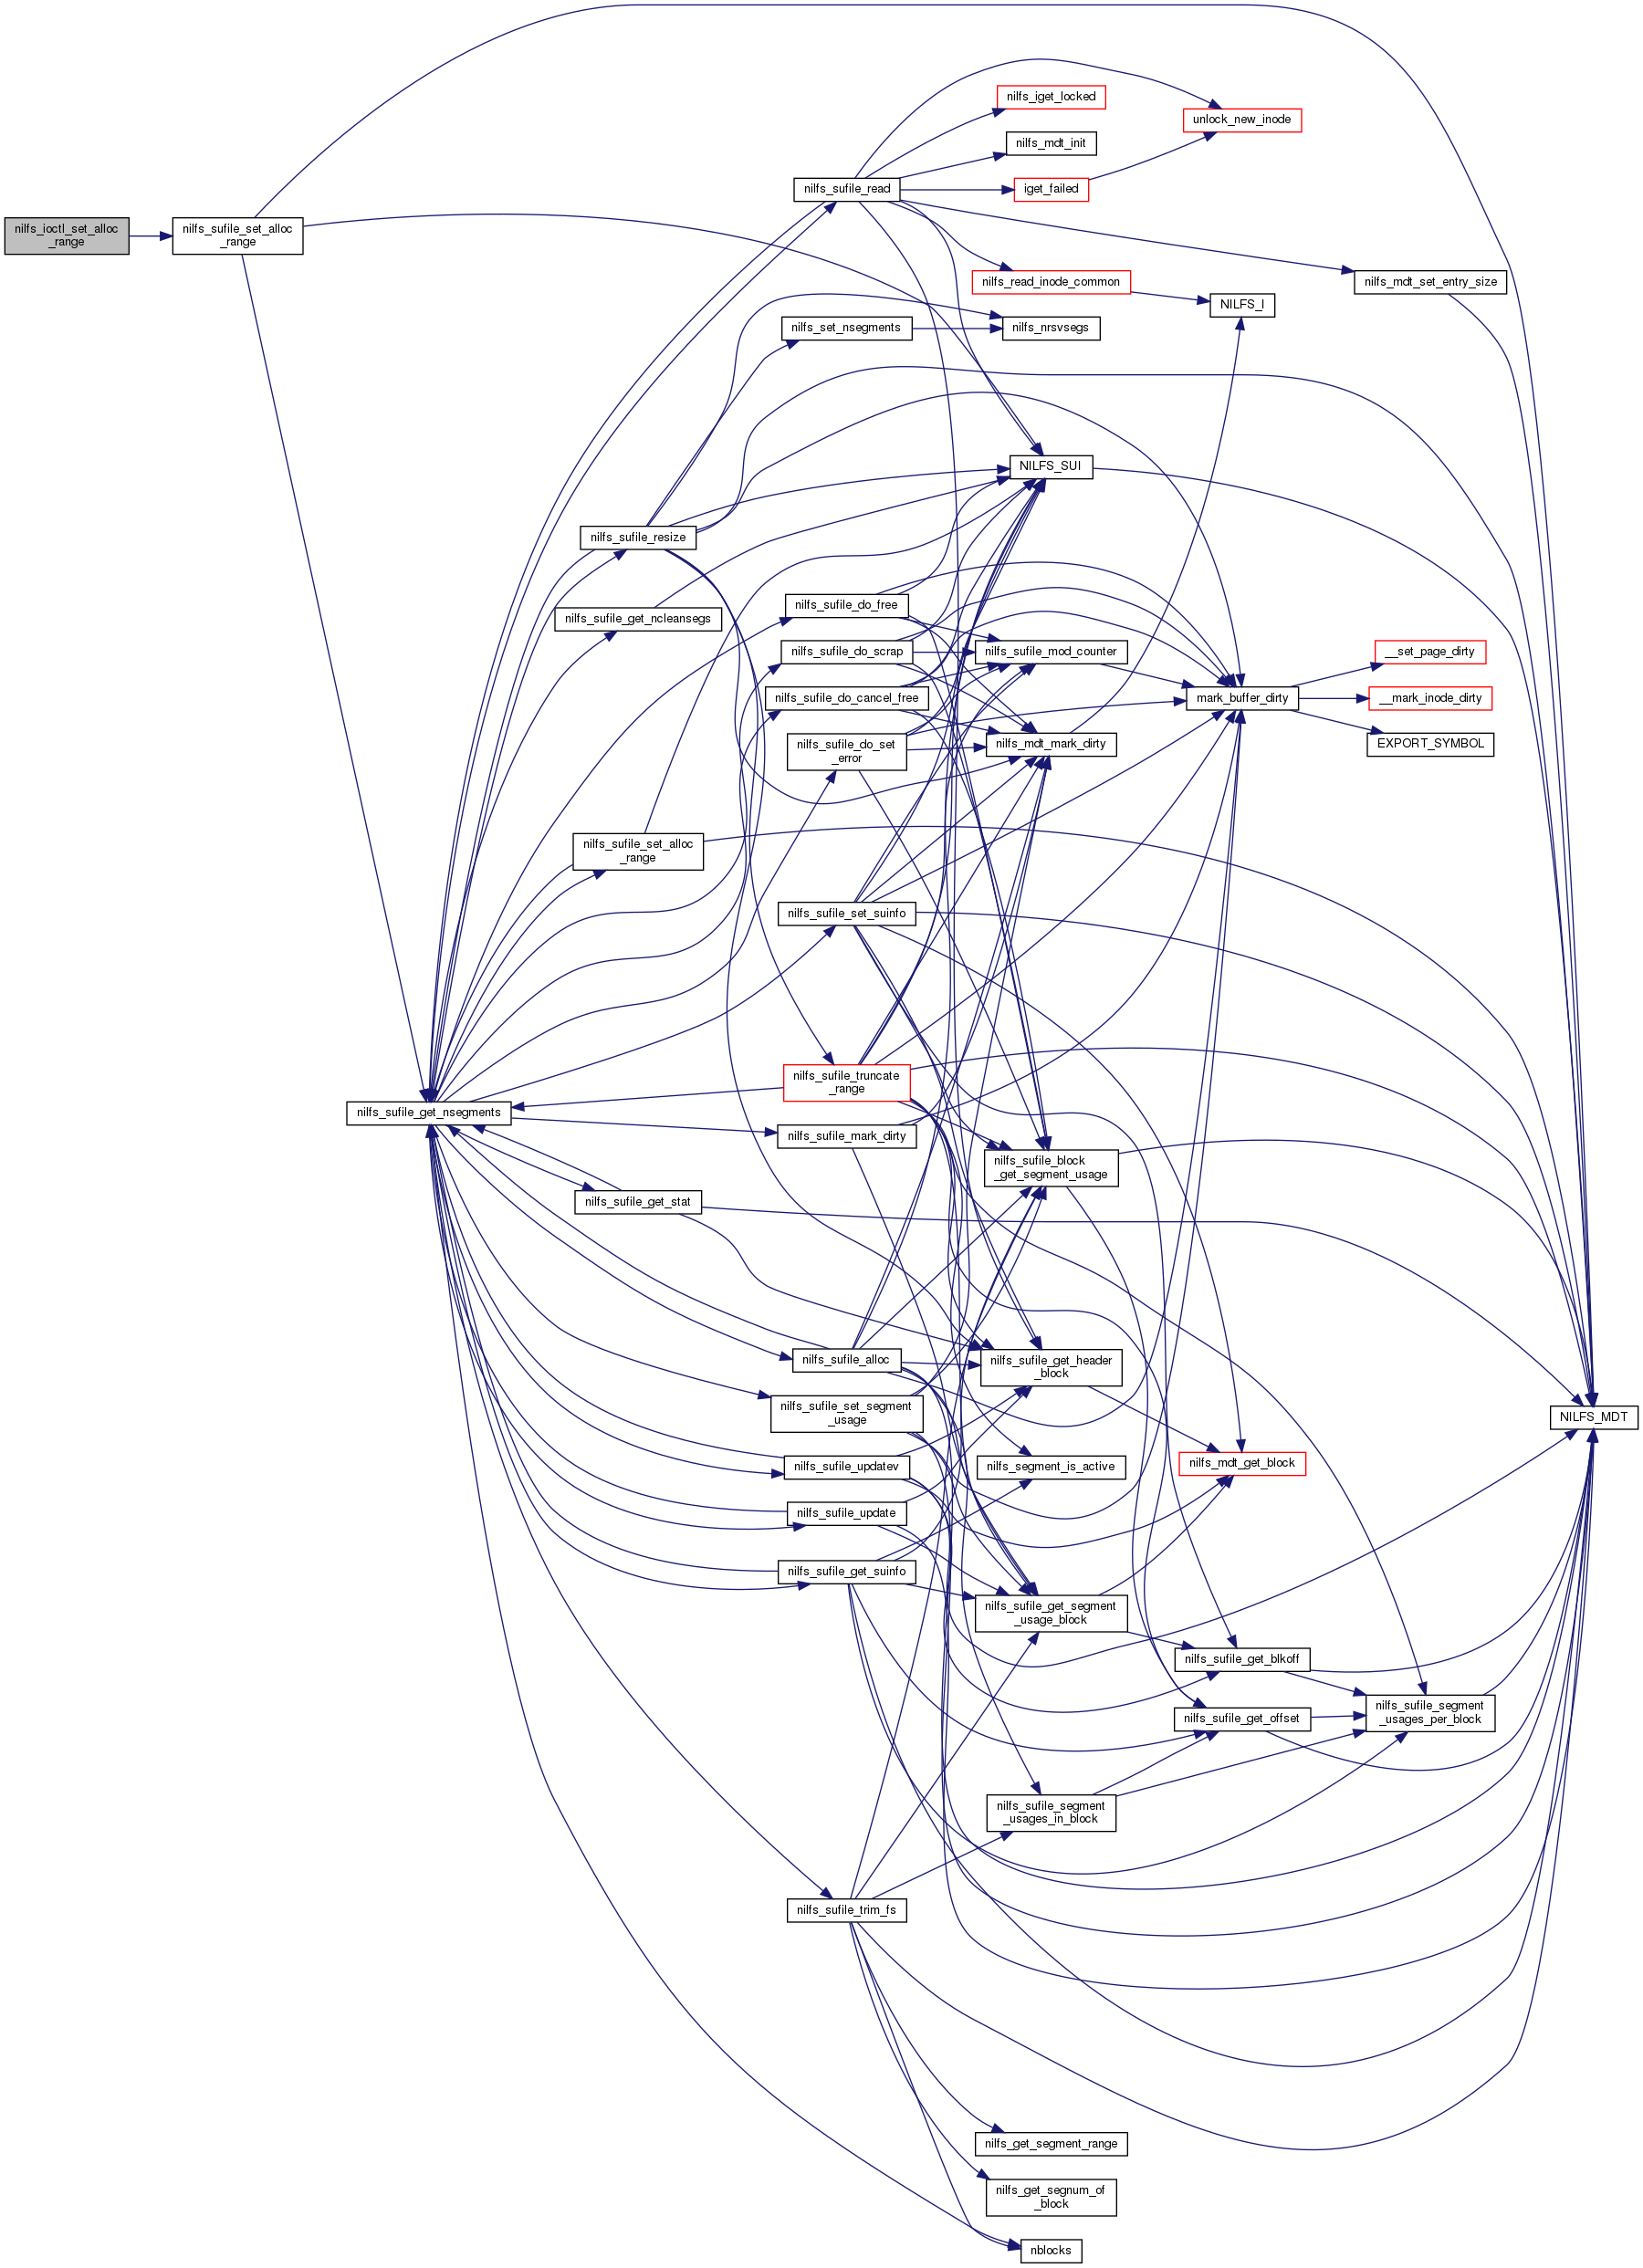 nilfs_ioctl_set_alloc
_range
nilfs_sufile_set_alloc
_range
nilfs_sufile_get_nsegments
nilfs_sufile_read
nilfs_iget_locked
unlock_new_inode
nilfs_mdt_init
iget_failed
nilfs_read_inode_common
nilfs_mdt_set_entry_size
NILFS_I
nilfs_set_nsegments
nilfs_nrsvsegs
NILFS_SUI
nilfs_sufile_resize
nilfs_sufile_get_ncleansegs
nilfs_sufile_do_free
nilfs_sufile_do_scrap
nilfs_sufile_mod_counter
__set_page_dirty
nilfs_sufile_do_cancel_free
mark_buffer_dirty
__mark_inode_dirty
nilfs_sufile_do_set
_error
nilfs_mdt_mark_dirty
EXPORT_SYMBOL
nilfs_sufile_set_alloc
_range
nilfs_sufile_set_suinfo
nilfs_sufile_truncate
_range
nilfs_sufile_mark_dirty
nilfs_sufile_block
_get_segment_usage
nilfs_sufile_get_stat
nilfs_sufile_alloc
nilfs_sufile_get_header
_block
nilfs_sufile_set_segment
_usage
NILFS_MDT
nilfs_sufile_updatev
nilfs_segment_is_active
nilfs_mdt_get_block
nilfs_sufile_update
nilfs_sufile_get_suinfo
nilfs_sufile_get_segment
_usage_block
nilfs_sufile_get_blkoff
nilfs_sufile_get_offset
nilfs_sufile_segment
_usages_per_block
nilfs_sufile_segment
_usages_in_block
nilfs_sufile_trim_fs
nilfs_get_segment_range
nilfs_get_segnum_of
_block
nblocks